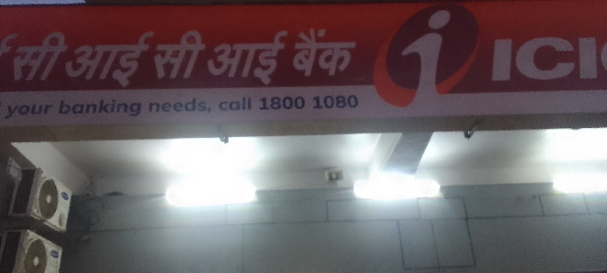 सी आई सी आई बैंक
your banking needs, call 1800 1080